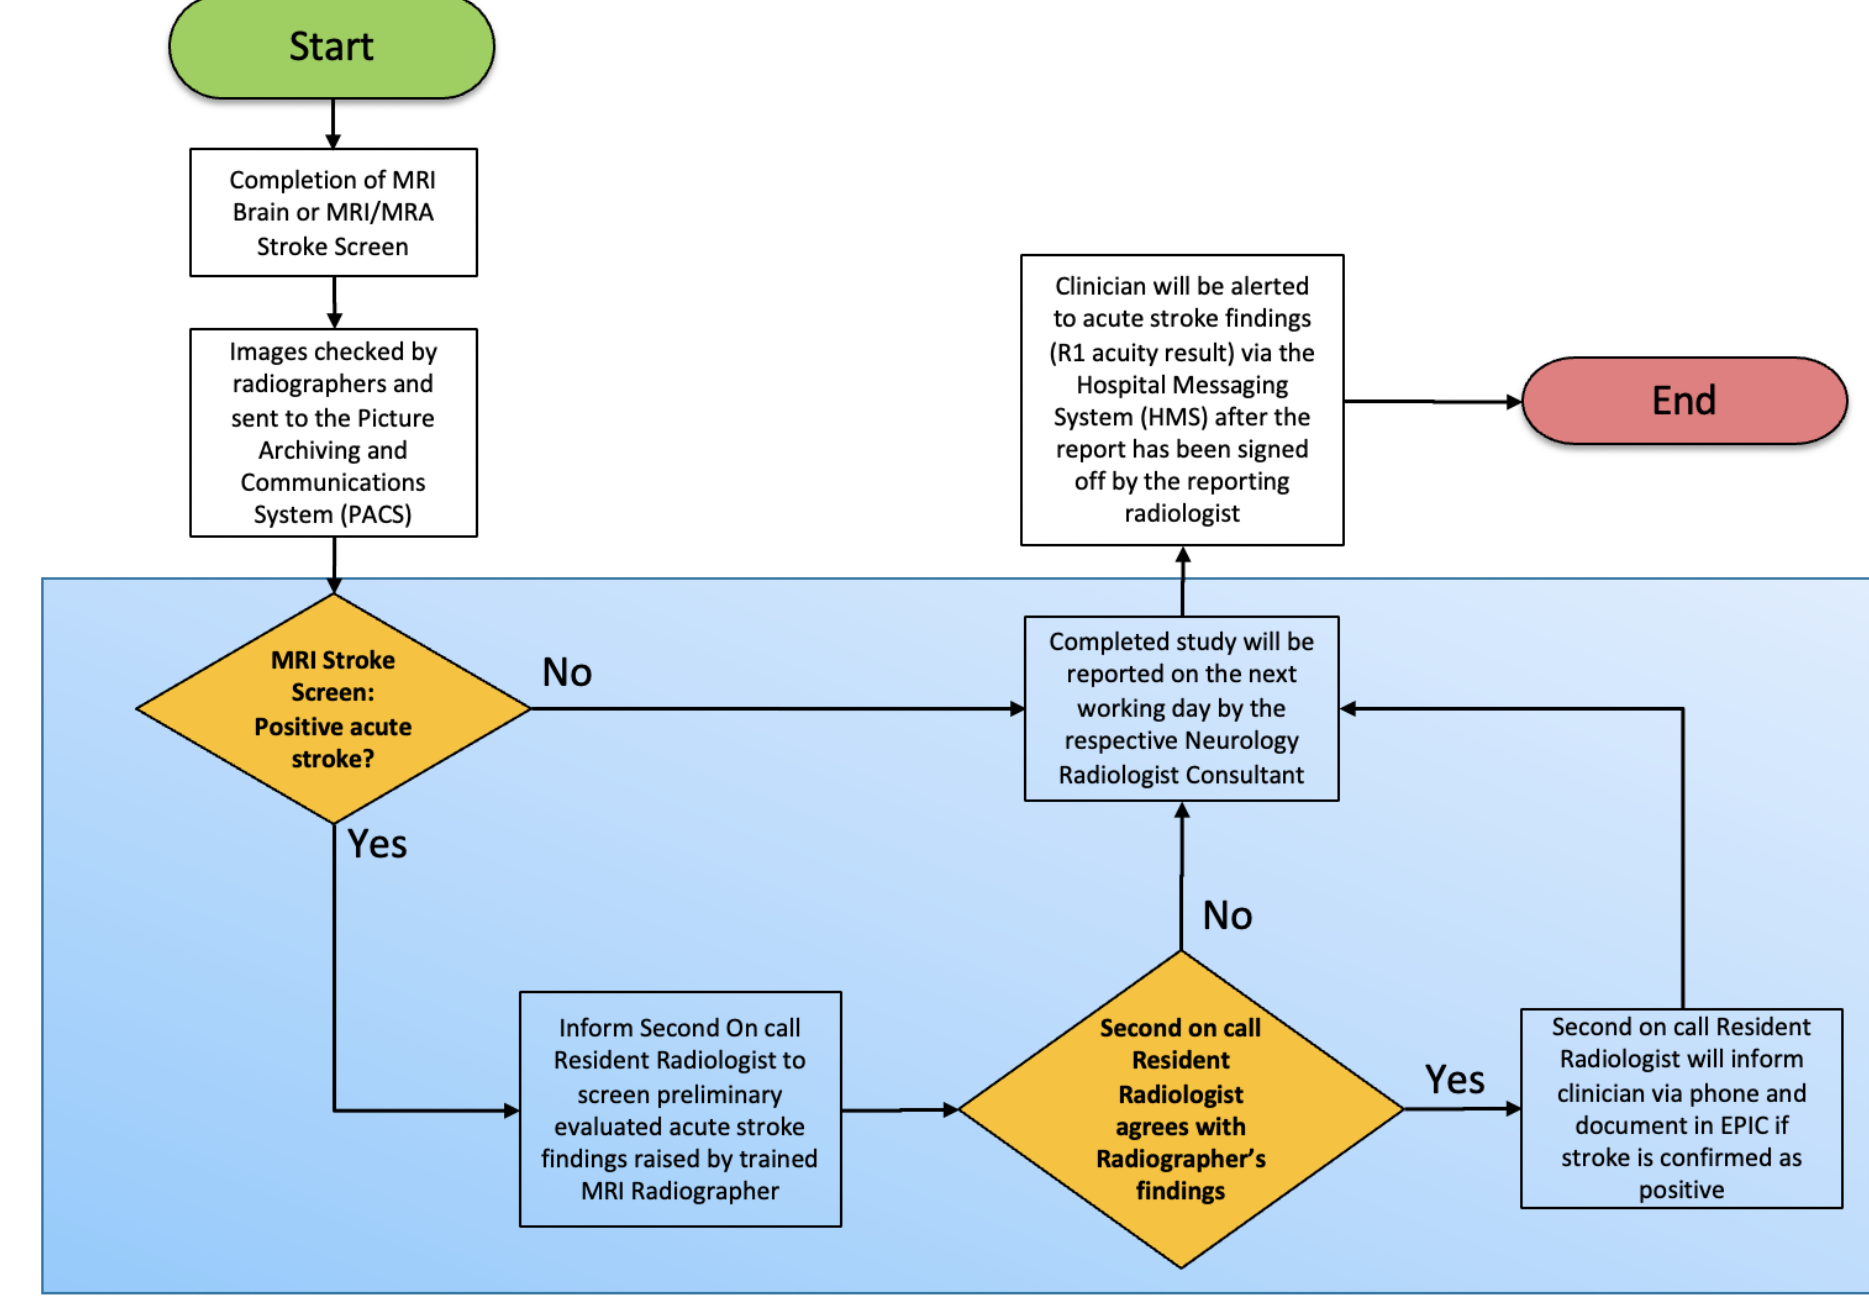 Start
Completion of MRI
Brain or MRI/MRA
Stroke Screen
Images checked by
radiographers and
sent to the Picture
Archiving and
Communications
System (PACS)
MRI Stroke
Screen:
Positive acute
stroke?
No
Yes
Inform Second On call
Resident Radiologist to
screen preliminary
evaluated acute stroke
findings raised by trained
MRI Radiographer
Second on call
Resident
Radiologist
agrees with
Radiographer’s
findings
No
Yes
Second on call Resident
Radiologist will inform
clinician via phone and
document in EPIC if
stroke is confirmed as
positive
Completed study will be
reported on the next
working day by the
respective Neurology
Radiologist Consultant
Clinician will be alerted
to acute stroke findings
(R1 acuity result) via the
Hospital Messaging
System (HMS) after the
report has been signed
off by the reporting
radiologist
End